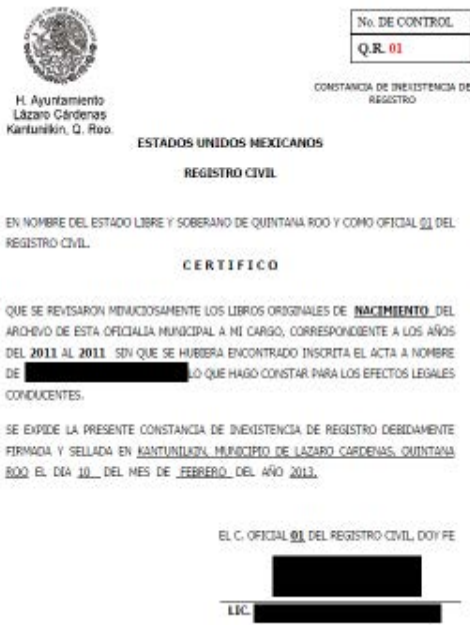 No. DE CONTROL
Q.R. 01
ESTADOS UNIDOS MEXICANOS
CONSTANCIA DE INEXISTENCIA DE
REGISTRO
H. Ayuntamiento
Lázaro Cárdenas
Kantunilkin, Q. Roo.
ESTADOS UNIDOS MEXICANOS
REGISTRO CIVIL
EN NOMBRE DEL ESTADO LIBRE Y SOBERANO DE QUINTANA ROO Y COMO OFICIAL 01 DEL
REGISTRO CIVIL.
CERTIFICO
QUE SE REVISARON MINUCIOSAMENTE LOS LIBROS ORIGINALES DE NACIMIENTO DEL
ARCHIVO DE ESTA OFICIALIA MUNICIPAL A MI CARGO, CORRESPONDIENTE A LOS AÑOS
DEL 2011 AL 2011 SIN QUE SE HUBIERA ENCONTRADO INSCRITA EL ACTA A NOMBRE
DE LO QUE HAGO CONSTAR PARA LOS EFECTOS LEGALES
CONDUCENTES.
SE EXPIDE LA PRESENTE CONSTANCIA DE INEXISTENCIA DE REGISTRO DEBIDAMENTE
FIRMADA Y SELLADA EN KANTUNILKIN, MUNICIPIO DE LAZARO CARDENAS, QUINTANA
ROO EL DIA 10 DEL MES DE FEBRERO DEL AÑO 2013.
EL C. OFICIAL 01 DEL REGISTRO CIVIL, DOY FE
LIC.